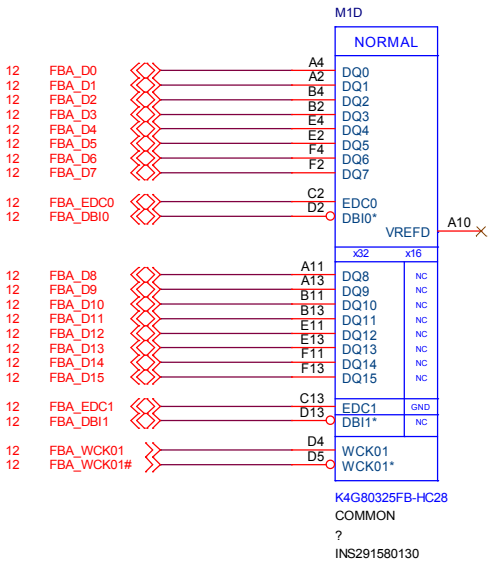 M1D
NORMAL
12 FBA_D0 A4 DQ0
12 FBA_D1 A2 DQ1
12 FBA_D2 B4 DQ2
12 FBA_D3 B2 DQ3
12 FBA_D4 E4 DQ4
12 FBA_D5 E2 DQ5
12 FBA_D6 F4 DQ6
12 FBA_D7 F2 DQ7
12 FBA_EDC0 C2 EDC0
12 FBA_DBI0 D2 DBI0*
VREFD A10
x32 x16
12 FBA_D8 A11 DQ8 NC
12 FBA_D9 A13 DQ9 NC
12 FBA_D10 B11 DQ10 NC
12 FBA_D11 B13 DQ11 NC
12 FBA_D12 E11 DQ12 NC
12 FBA_D13 E13 DQ13 NC
12 FBA_D14 F11 DQ14 NC
12 FBA_D15 F13 DQ15 NC
12 FBA_EDC1 C13 EDC1 GND
12 FBA_DBI1 D13 DBI1* NC
12 FBA_WCK01 D4 WCK01
12 FBA_WCK01# D5 WCK01*
K4G80325FB-HC28
COMMON
?
INS291580130